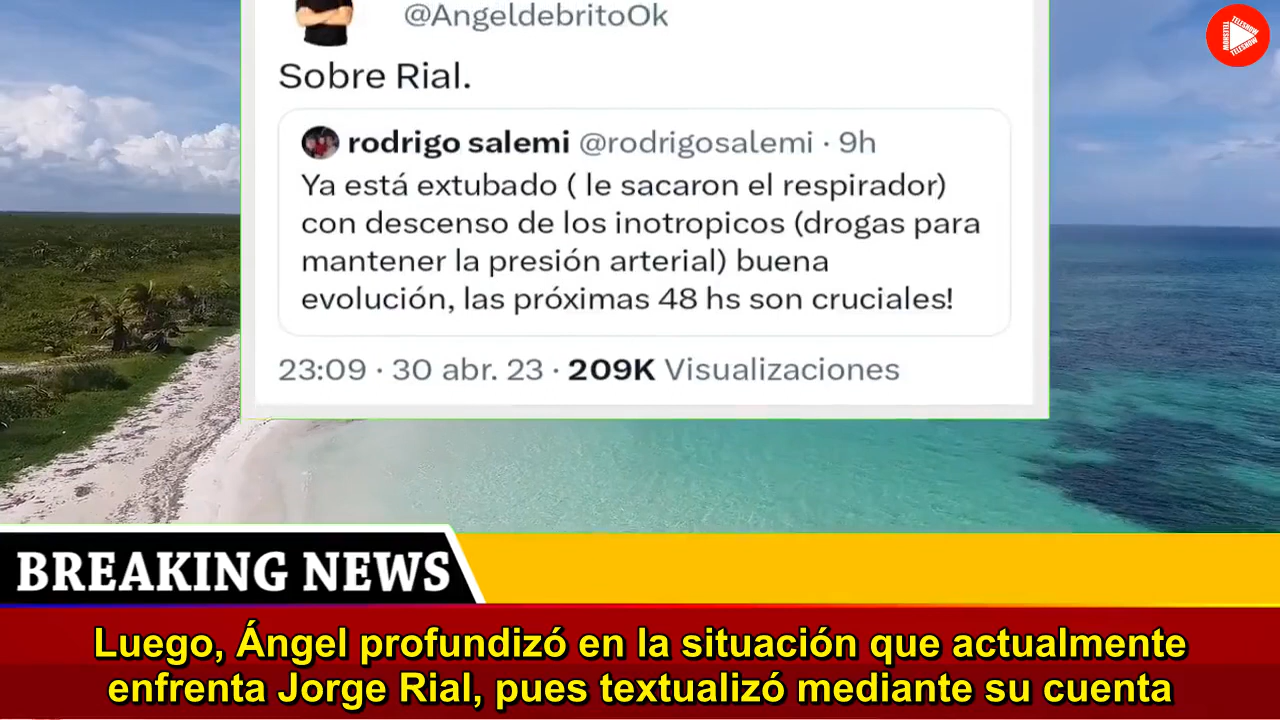 @AngeldebritoOk
TELESHOW
TELESHOW
TELESHOW
Sobre Rial.
rodrigo salemi @rodrigosalemi · 9h
Ya está extubado ( le sacaron el respirador)
con descenso de los inotropicos (drogas para
mantener la presión arterial) buena
evolución, las próximas 48 hs son cruciales!
23:09 · 30 abr. 23 · 209K Visualizaciones
BREAKING NEWS
Luego, Ángel profundizó en la situación que actualmente
enfrenta Jorge Rial, pues textualizó mediante su cuenta